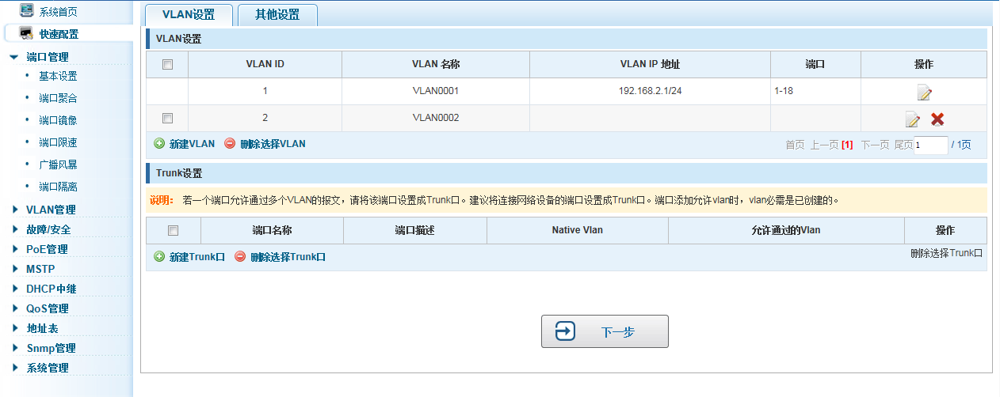 系统首页
快速配置
端口管理
基本设置
端口聚合
端口镜像
端口限速
广播风暴
端口隔离
VLAN管理
故障/安全
PoE管理
MSTP
DHCP中继
QoS管理
地址表
Snmp管理
系统管理
VLAN设置 其他设置
VLAN设置
VLAN ID VLAN 名称 VLAN IP 地址 端口 操作
1 VLAN0001 192.168.2.1/24 1-18
2 VLAN0002
新建VLAN 删除选择VLAN 首页 上一页 [1] 下一页 尾页 1 / 1页
Trunk设置
说明： 若一个端口允许通过多个VLAN的报文，请将该端口设置成Trunk口。建议将连接网络设备的端口设置成Trunk口。端口添加允许vlan时，vlan必需是已创建的。
端口名称 端口描述 Native Vlan 允许通过的Vlan 操作
新建Trunk口 删除选择Trunk口 删除选择Trunk口
下一步